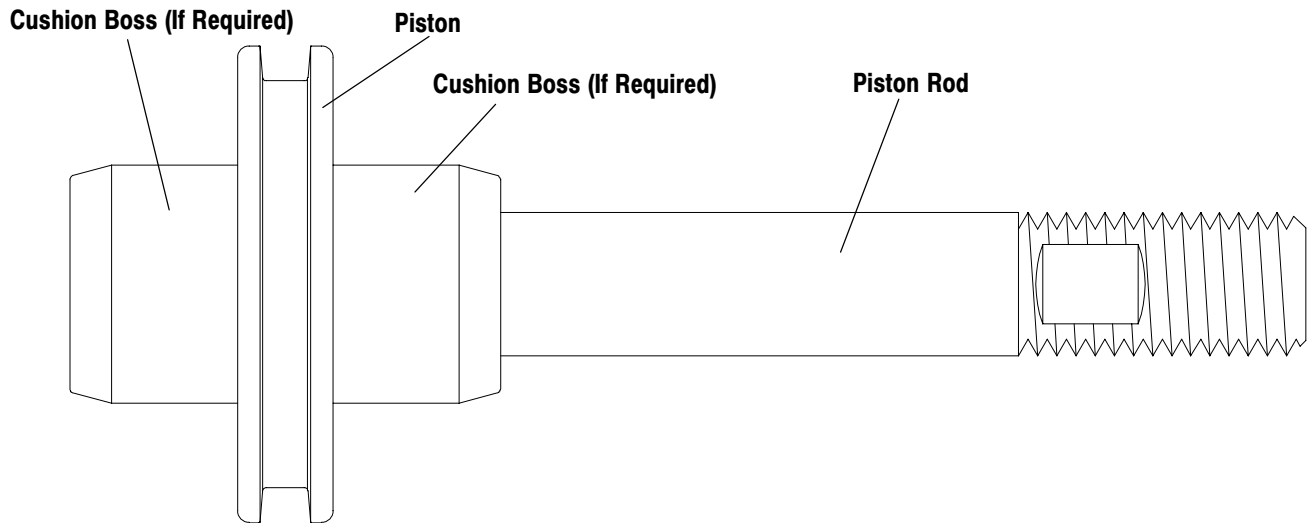 Cushion Boss (If Required)
Piston
Cushion Boss (If Required)
Piston Rod